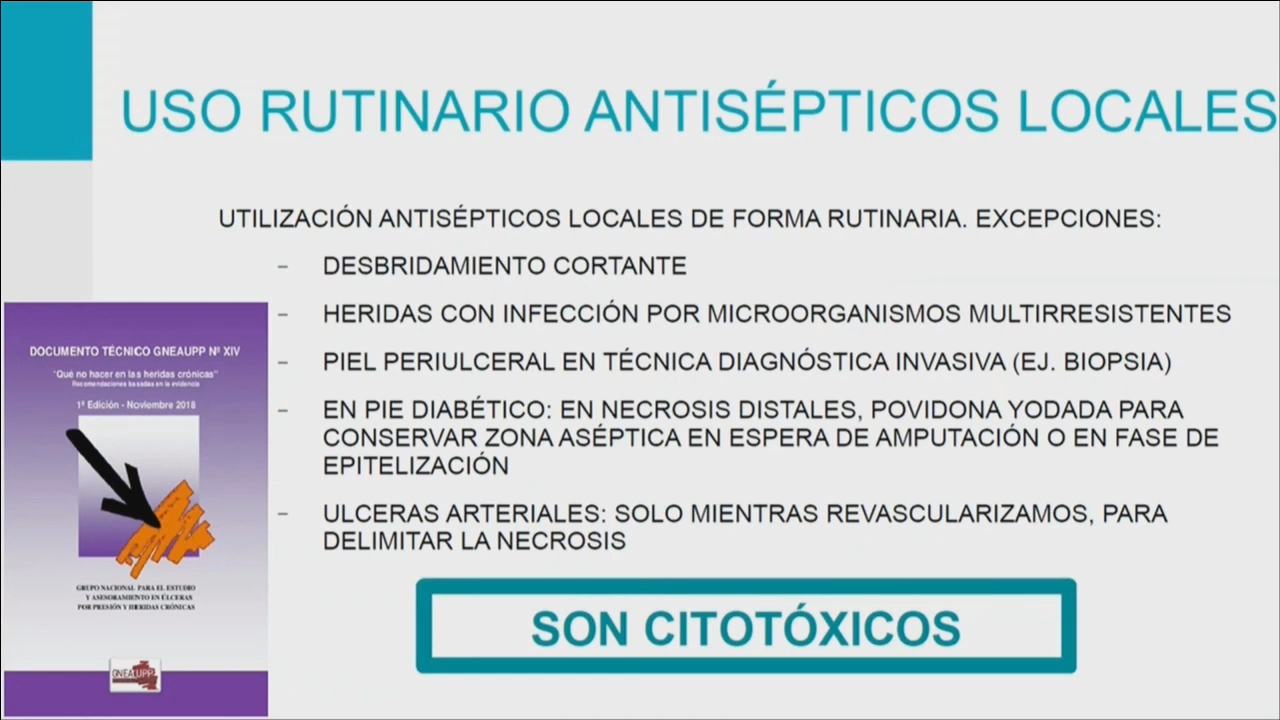 USO RUTINARIO ANTISÉPTICOS LOCALES
UTILIZACIÓN ANTISÉPTICOS LOCALES DE FORMA RUTINARIA. EXCEPCIONES:
- DESBRIDAMIENTO CORTANTE
- HERIDAS CON INFECCIÓN POR MICROORGANISMOS MULTIRRESISTENTES
- PIEL PERIULCERAL EN TÉCNICA DIAGNÓSTICA INVASIVA (EJ. BIOPSIA)
- EN PIE DIABÉTICO: EN NECROSIS DISTALES, POVIDONA YODADA PARA
CONSERVAR ZONA ASÉPTICA EN ESPERA DE AMPUTACIÓN O EN FASE DE
EPITELIZACIÓN
- ULCERAS ARTERIALES: SOLO MIENTRAS REVASCULARIZAMOS, PARA
DELIMITAR LA NECROSIS
SON CITOTÓXICOS
DOCUMENTO TÉCNICO GNEAUPP Nº XIV
"Qué no hacer en las heridas crónicas"
Recomendaciones basadas en la evidencia
1ª Edición - Noviembre 2018
GRUPO NACIONAL PARA EL ESTUDIO
Y ASESORAMIENTO EN ÚLCERAS
POR PRESIÓN Y HERIDAS CRÓNICAS
GNEAUPP